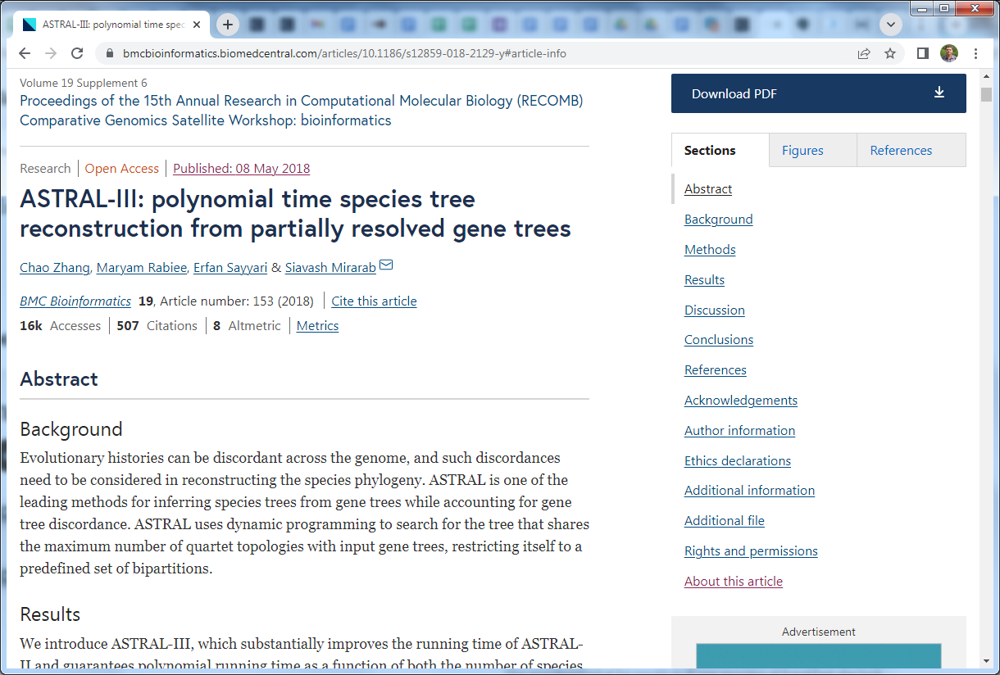 ASTRAL-III: polynomial time spec
bmcbioinformatics.biomedcentral.com/articles/10.1186/s12859-018-2129-y#article-info
Volume 19 Supplement 6
Proceedings of the 15th Annual Research in Computational Molecular Biology (RECOMB)
Comparative Genomics Satellite Workshop: bioinformatics
Research | Open Access | Published: 08 May 2018
ASTRAL-III: polynomial time species tree
reconstruction from partially resolved gene trees
Chao Zhang, Maryam Rabiee, Erfan Sayyari & Siavash Mirarab
BMC Bioinformatics 19, Article number: 153 (2018) | Cite this article
16k Accesses | 507 Citations | 8 Altmetric | Metrics
Abstract
Background
Evolutionary histories can be discordant across the genome, and such discordances
need to be considered in reconstructing the species phylogeny. ASTRAL is one of the
leading methods for inferring species trees from gene trees while accounting for gene
tree discordance. ASTRAL uses dynamic programming to search for the tree that shares
the maximum number of quartet topologies with input gene trees, restricting itself to a
predefined set of bipartitions.
Results
We introduce ASTRAL-III, which substantially improves the running time of ASTRAL-
II and guarantees polynomial running time as a function of both the number of species
Download PDF
Sections
Figures
References
Abstract
Background
Methods
Results
Discussion
Conclusions
References
Acknowledgements
Author information
Ethics declarations
Additional information
Additional file
Rights and permissions
About this article
Advertisement